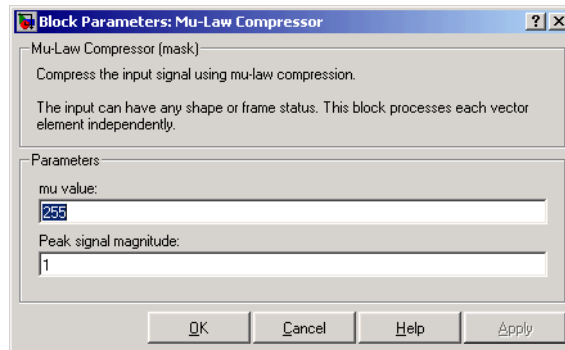 Block Parameters: Mu-Law Compressor
Mu-Law Compressor (mask)
Compress the input signal using mu-law compression.
The input can have any shape or frame status. This block processes each vector
element independently.
Parameters
mu value:
255
Peak signal magnitude:
1
OK Cancel Help Apply